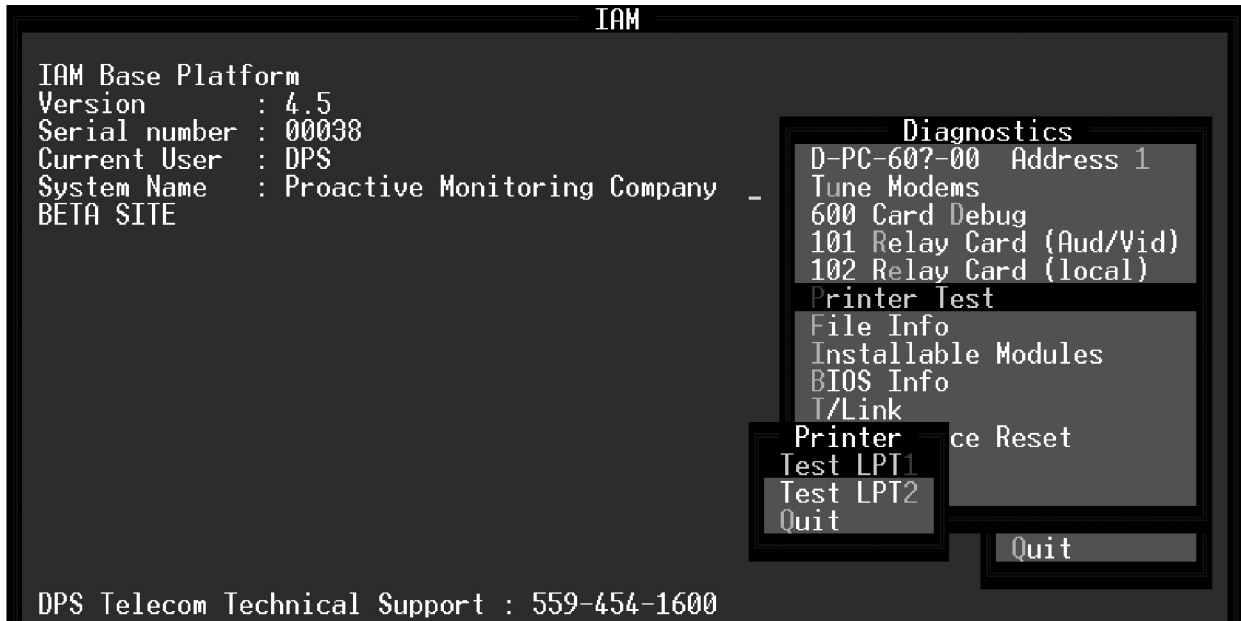 IAM
IAM Base Platform
Version : 4.5
Serial number : 00038
Current User : DPS
System Name : Proactive Monitoring Company _
BETA SITE
Diagnostics
D-PC-60?-00 Address 1
Tune Modems
600 Card Debug
101 Relay Card (Aud/Vid)
102 Relay Card (local)
Printer Test
File Info
Installable Modules
BIOS Info
T/Link
ce Reset
Printer
Test LPT1
Test LPT2
Quit
Quit
DPS Telecom Technical Support : 559-454-1600